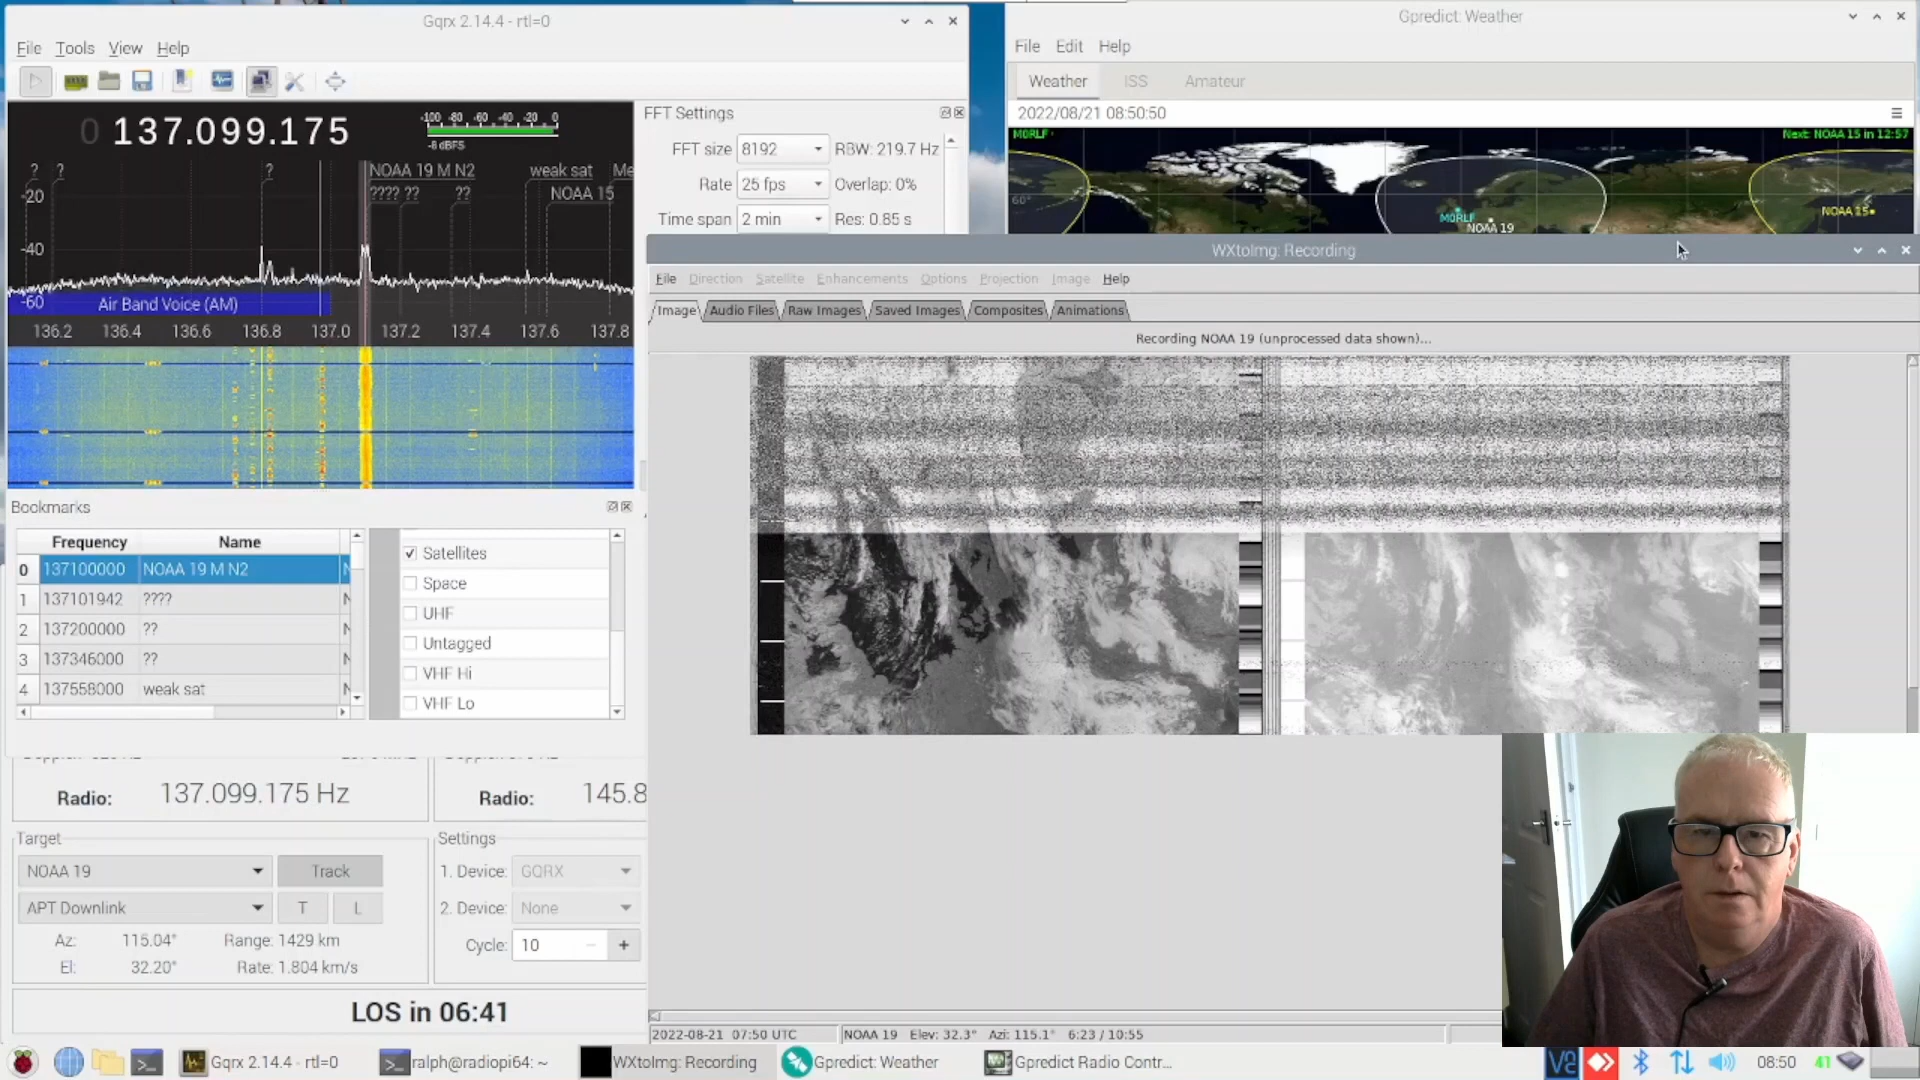 Gqrx 2.14.4 - rtl=0
File Tools View Help
0 137.099.175
-100 -80 -60 -40 -20 0
-8 dBFS
? ? ? NOAA 19 M N2 weak sat Me
???? ?? ?? NOAA 15
-20
-40
-60
Air Band Voice (AM)
136.2 136.4 136.6 136.8 137.0 137.2 137.4 137.6 137.8
FFT Settings
FFT size 8192 RBW: 219.7 Hz
Rate 25 fps Overlap: 0%
Time span 2 min Res: 0.85 s
Bookmarks
Frequency Name
0 137100000 NOAA 19 M N2 N
1 137101942 ???? N
2 137200000 ?? N
3 137346000 ?? N
4 137558000 weak sat N
Satellites
Space
UHF
Untagged
VHF Hi
VHF Lo
Radio: 137.099.175 Hz
Radio: 145.8
Target
NOAA 19 Track
APT Downlink T L
Az: 115.04° Range: 1429 km
El: 32.20° Rate: 1.804 km/s
Settings
1. Device: GQRX
2. Device: None
Cycle: 10 - +
LOS in 06:41
Gpredict: Weather
File Edit Help
Weather ISS Amateur
2022/08/21 08:50:50
M0RLF Next: NOAA 15 in 12:57
60°
M0RLF
NOAA 19
NOAA 15
WXtoImg: Recording
File Direction Satellite Enhancements Options Projection Image Help
Image Audio Files Raw Images Saved Images Composites Animations
Recording NOAA 19 (unprocessed data shown)...
2022-08-21 07:50 UTC NOAA 19 Elev: 32.3° Azi: 115.1° 6:23 / 10:55
Gqrx 2.14.4 - rtl=0 ralph@radiopi64: ~ WXtoImg: Recording Gpredict: Weather Gpredict Radio Contr... 08:50 41